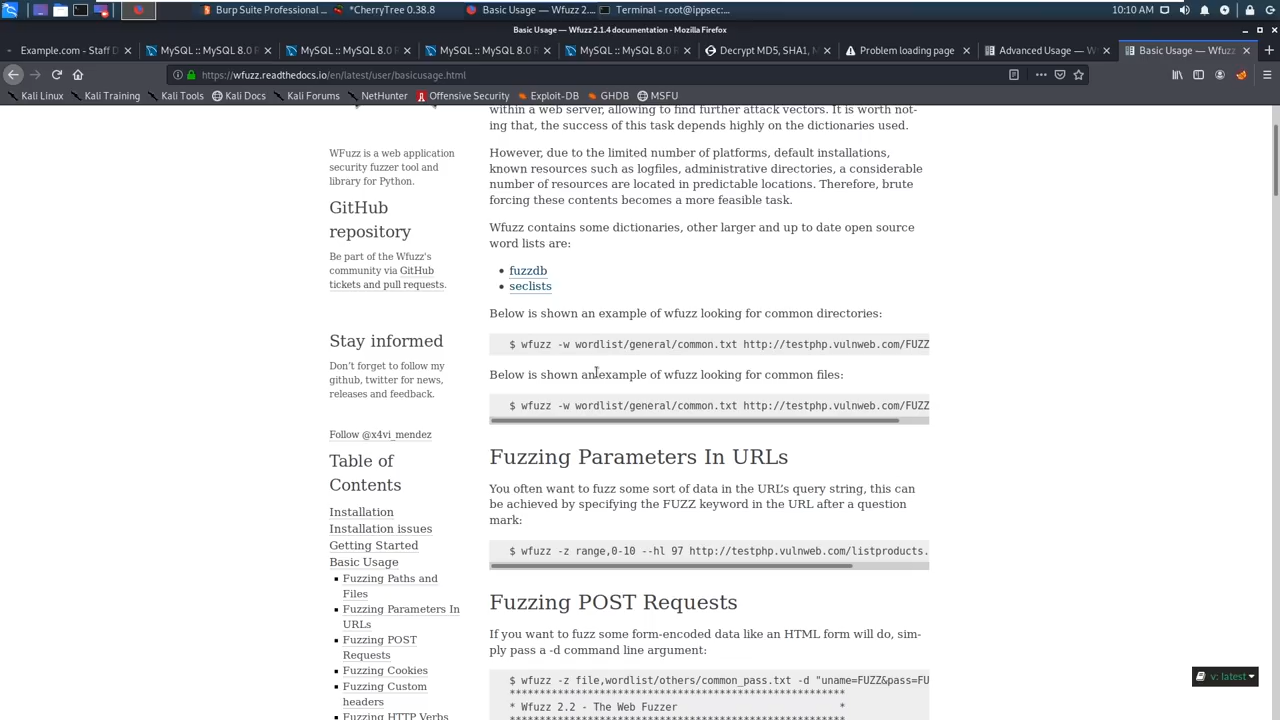 Burp Suite Professional ...
Problem loading page - ...
root@kali: ~/rootnpsec...
10:10 AM
Basic Usage — Wfuzz 2.1.4 documentation - Mozilla Firefox
Example.com - Staff D
MySQL :: MySQL 8.0 R
MySQL :: MySQL 8.0 R
MySQL :: MySQL 8.0 R
MySQL :: MySQL 8.0 R
Decrypt MD5, SHA1, M
Problem loading page
Advanced Usage — W
Basic Usage — Wfuzz
https://wfuzz.readthedocs.io/en/latest/user/basicusage.html
Kali Linux
Kali Training
Kali Tools
Kali Docs
Kali Forums
NetHunter
Offensive Security
Exploit-DB
GHDB
MSFU
WFuzz is a web application
security fuzzer tool and
library for Python.
GitHub
repository
Be part of the Wfuzz's
community via GitHub
tickets and pull requests.
Stay informed
Don't forget to follow my
github, twitter for news,
releases and feedback.
Follow @x4vi_mendez
Table of
Contents
Installation
Installation issues
Getting Started
Basic Usage
Fuzzing Paths and
Files
Fuzzing Parameters In
URLs
Fuzzing POST
Requests
Fuzzing Cookies
Fuzzing Custom
headers
Fuzzing HTTP Verbs
within a web server, allowing to find further attack vectors. It is worth not-
ing that, the success of this task depends highly on the dictionaries used.
However, due to the limited number of platforms, default installations,
known resources such as logfiles, administrative directories, a considerable
number of resources are located in predictable locations. Therefore, brute
forcing these contents becomes a more feasible task.
Wfuzz contains some dictionaries, other larger and up to date open source
word lists are:
fuzzdb
seclists
Below is shown an example of wfuzz looking for common directories:
$ wfuzz -w wordlist/general/common.txt http://testphp.vulnweb.com/FUZZ
Below is shown an example of wfuzz looking for common files:
$ wfuzz -w wordlist/general/common.txt http://testphp.vulnweb.com/FUZZ
Fuzzing Parameters In URLs
You often want to fuzz some sort of data in the URL's query string, this can
be achieved by specifying the FUZZ keyword in the URL after a question
mark:
$ wfuzz -z range,0-10 --hl 97 http://testphp.vulnweb.com/listproducts.
Fuzzing POST Requests
If you want to fuzz some form-encoded data like an HTML form will do, sim-
ply pass a -d command line argument:
$ wfuzz -z file,wordlist/others/common_pass.txt -d "uname=FUZZ&pass=FU
********************************************************
* Wfuzz 2.2 - The Web Fuzzer *
v: latest